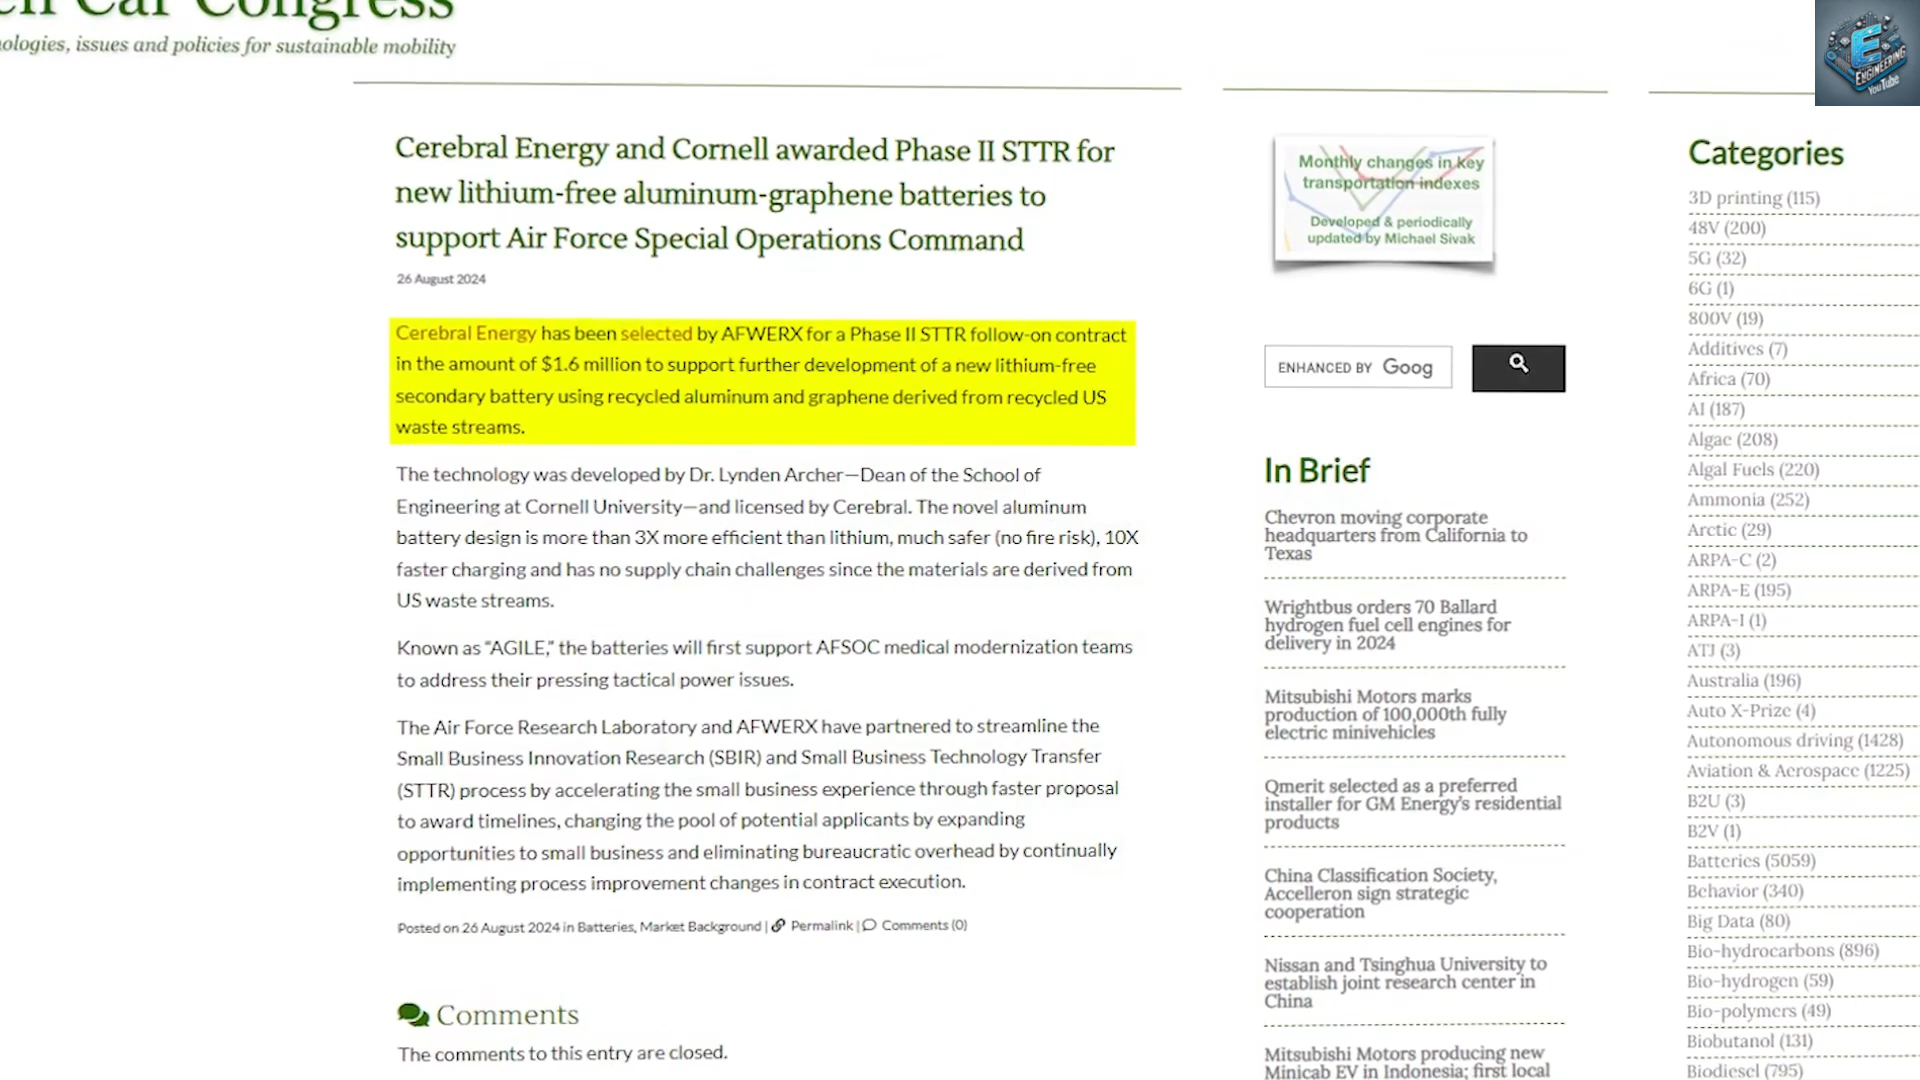 Car Congress
issues and policies for sustainable mobility
E
ENGINEERING
YouTube
Cerebral Energy and Cornell awarded Phase II STTR for
new lithium-free aluminum-graphene batteries to
support Air Force Special Operations Command
26 August 2024
Cerebral Energy has been selected by AFWERX for a Phase II STTR follow-on contract
in the amount of $1.6 million to support further development of a new lithium-free
secondary battery using recycled aluminum and graphene derived from recycled US
waste streams.
The technology was developed by Dr. Lynden Archer—Dean of the School of
Engineering at Cornell University—and licensed by Cerebral. The novel aluminum
battery design is more than 3X more efficient than lithium, much safer (no fire risk), 10X
faster charging and has no supply chain challenges since the materials are derived from
US waste streams.
Known as “AGILE,” the batteries will first support AFSOC medical modernization teams
to address their pressing tactical power issues.
The Air Force Research Laboratory and AFWERX have partnered to streamline the
Small Business Innovation Research (SBIR) and Small Business Technology Transfer
(STTR) process by accelerating the small business experience through faster proposal
to award timelines, changing the pool of potential applicants by expanding
opportunities to small business and eliminating bureaucratic overhead by continually
implementing process improvement changes in contract execution.
Posted on 26 August 2024 in Batteries, Market Background | Permalink | Comments (0)
Comments
The comments to this entry are closed.
Monthly changes in key
transportation indexes
Developed & periodically
updated by Michael Sivak
ENHANCED BY Goog
In Brief
Chevron moving corporate
headquarters from California to
Texas
Wrightbus orders 70 Ballard
hydrogen fuel cell engines for
delivery in 2024
Mitsubishi Motors marks
production of 100,000th fully
electric minivehicles
Qmerit selected as a preferred
installer for GM Energy's residential
products
China Classification Society,
Accelleron sign strategic
cooperation
Nissan and Tsinghua University to
establish joint research center in
China
Mitsubishi Motors producing new
Minicab EV in Indonesia; first local
Categories
3D printing (115)
48V (200)
5G (32)
6G (1)
800V (19)
Additives (7)
Africa (70)
AI (187)
Algae (208)
Algal Fuels (220)
Ammonia (252)
Arctic (29)
ARPA-C (2)
ARPA-E (195)
ARPA-I (1)
ATJ (3)
Australia (196)
Auto X-Prize (4)
Autonomous driving (1428)
Aviation & Aerospace (1225)
B2U (3)
B2V (1)
Batteries (5059)
Behavior (340)
Big Data (80)
Bio-hydrocarbons (896)
Bio-hydrogen (59)
Bio-polymers (49)
Biobutanol (131)
Biodiesel (795)